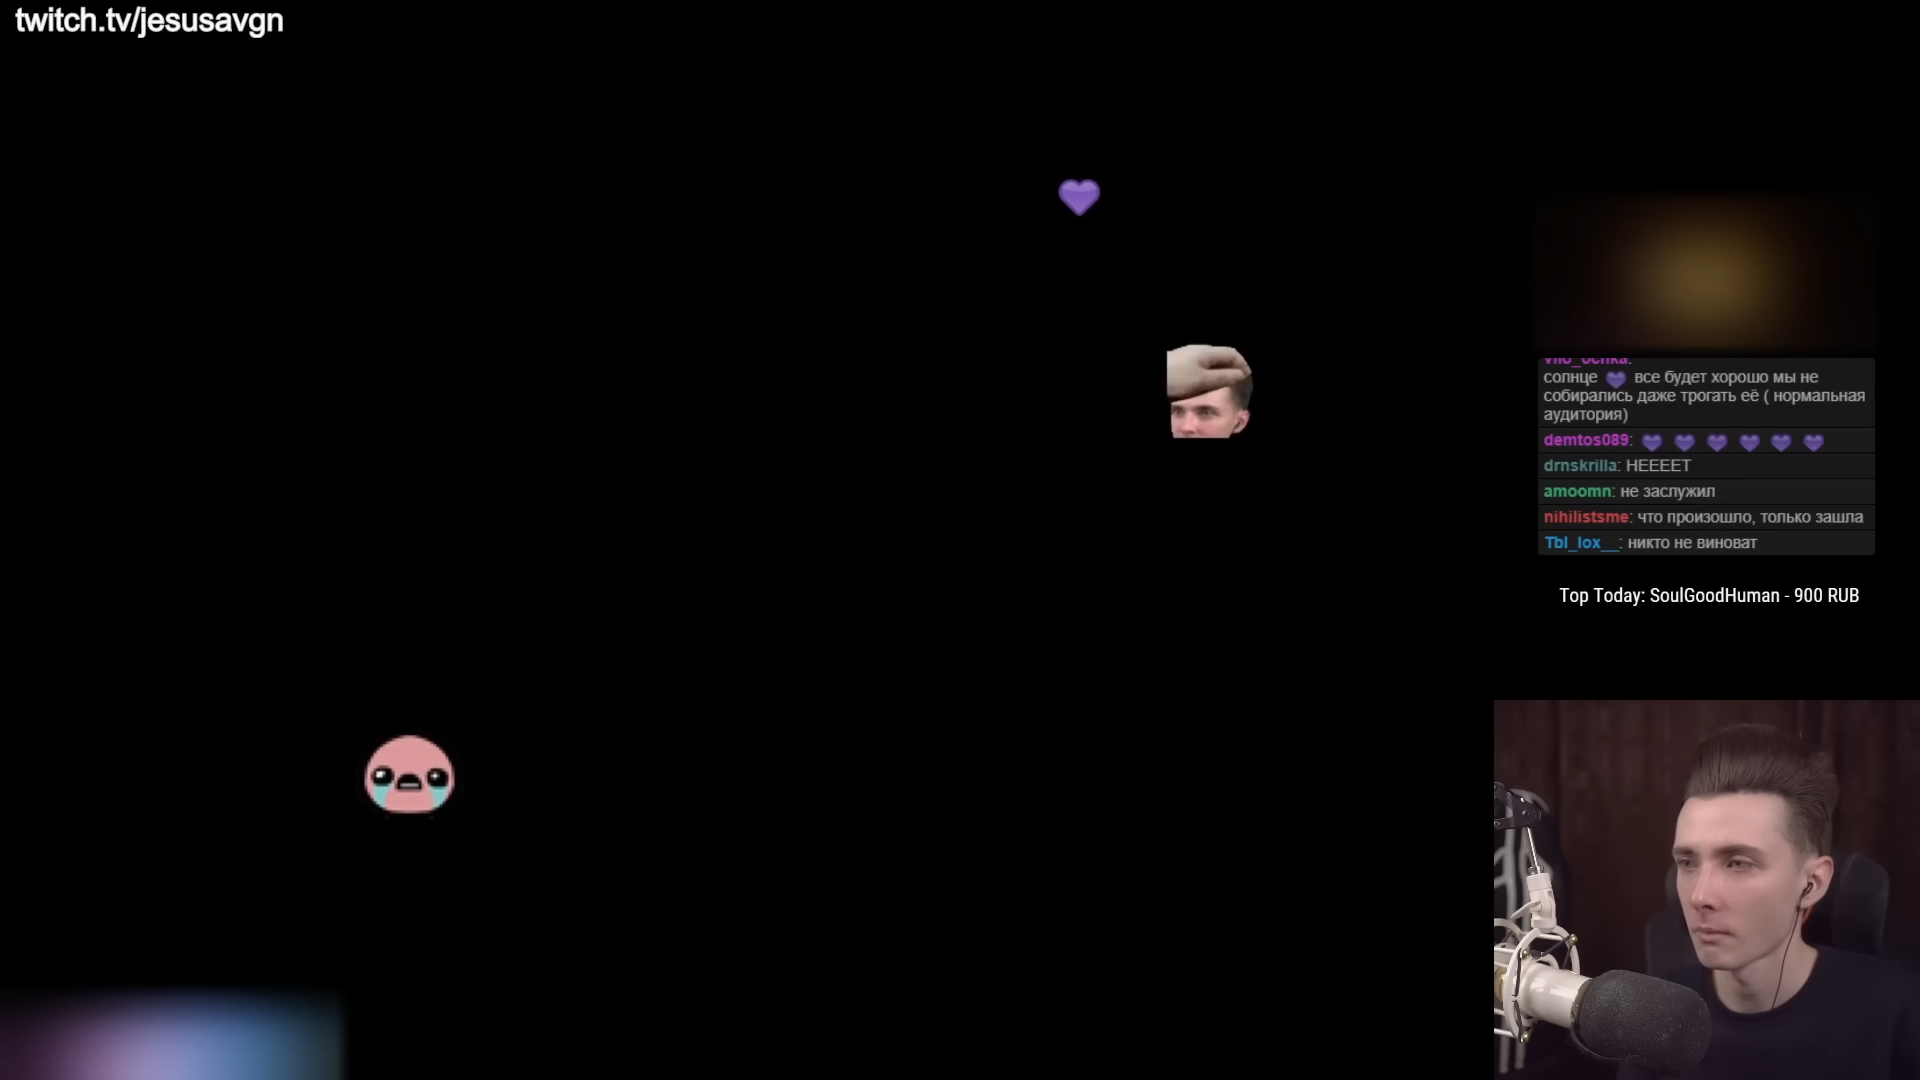 twitch.tv/jesusavgn
солнце 💜 все будет хорошо мы не
собирались даже трогать её ( нормальная
аудитория)
demtos089: 💜 💜 💜 💜 💜 💜
drnskrilla: НЕЕЕЕТ
amoomn: не заслужил
nihilistsme: что произошло, только зашла
Tbl_lox__: никто не виноват
Top Today: SoulGoodHuman - 900 RUB